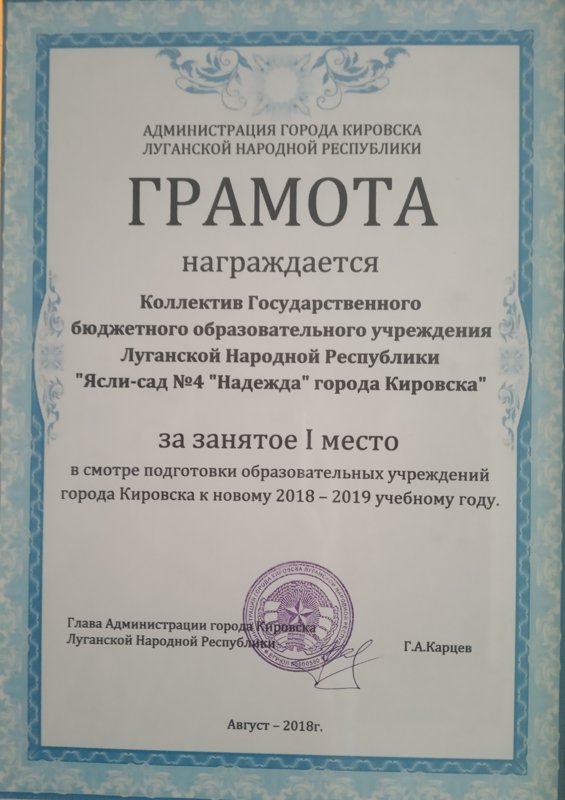 АДМИНИСТРАЦИЯ ГОРОДА КИРОВСКА
ЛУГАНСКОЙ НАРОДНОЙ РЕСПУБЛИКИ
ГРАМОТА
награждается
Коллектив Государственного
бюджетного образовательного учреждения
Луганской Народной Республики
"Ясли-сад №4 "Надежда" города Кировска"
за занятое I место
в смотре подготовки образовательных учреждений
города Кировска к новому 2018 – 2019 учебному году.
Глава Администрации города Кировска
Луганской Народной Республики
Г.А.Карцев
Август – 2018г.